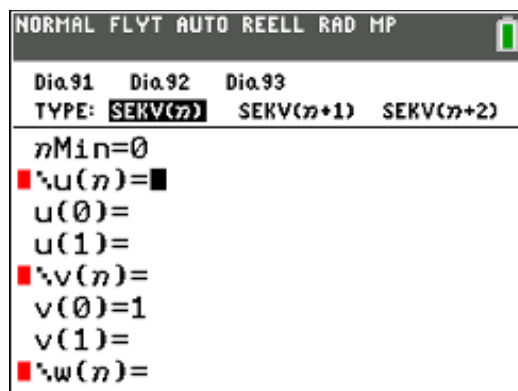 NORMAL FLYT AUTO REELL RAD MP
Dia.91 Dia.92 Dia.93
TYPE: SEKV(n) SEKV(n+1) SEKV(n+2)
nMin=0
u(n)=
u(0)=
u(1)=
v(n)=
v(0)=1
v(1)=
w(n)=